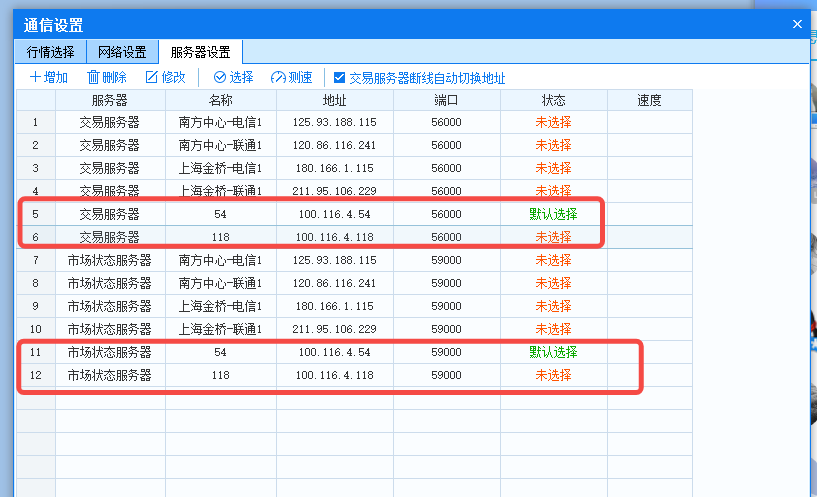 通信设置
行情选择 网络设置 服务器设置
增加 删除 修改 选择 测速 交易服务器断线自动切换地址
服务器 名称 地址 端口 状态 速度
1 交易服务器 南方中心-电信1 125.93.188.115 56000 未选择
2 交易服务器 南方中心-联通1 120.86.116.241 56000 未选择
3 交易服务器 上海金桥-电信1 180.166.1.115 56000 未选择
4 交易服务器 上海金桥-联通1 211.95.106.229 56000 未选择
5 交易服务器 54 100.116.4.54 56000 默认选择
6 交易服务器 118 100.116.4.118 56000 未选择
7 市场状态服务器 南方中心-电信1 125.93.188.115 59000 未选择
8 市场状态服务器 南方中心-联通1 120.86.116.241 59000 未选择
9 市场状态服务器 上海金桥-电信1 180.166.1.115 59000 未选择
10 市场状态服务器 上海金桥-联通1 211.95.106.229 59000 未选择
11 市场状态服务器 54 100.116.4.54 59000 默认选择
12 市场状态服务器 118 100.116.4.118 59000 未选择